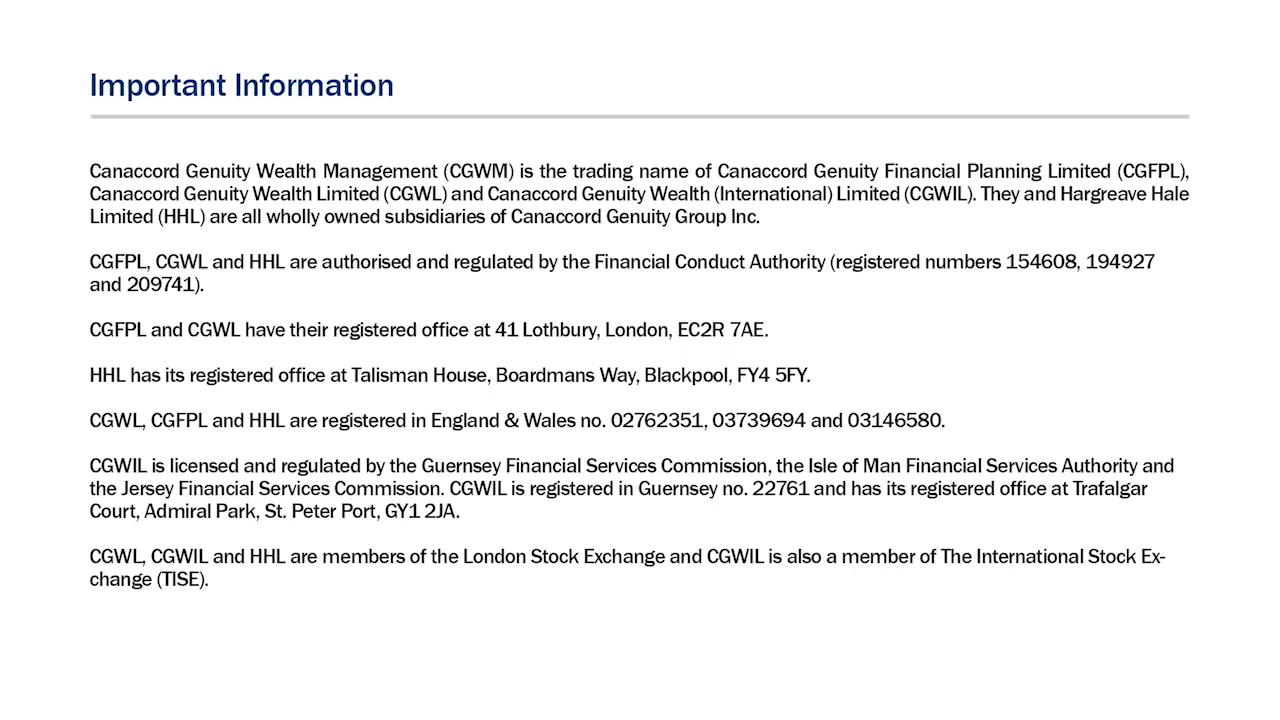 Important Information
Canaccord Genuity Wealth Management (CGWM) is the trading name of Canaccord Genuity Financial Planning Limited (CGFPL),
Canaccord Genuity Wealth Limited (CGWL) and Canaccord Genuity Wealth (International) Limited (CGWIL). They and Hargreave Hale
Limited (HHL) are all wholly owned subsidiaries of Canaccord Genuity Group Inc.
CGFPL, CGWL and HHL are authorised and regulated by the Financial Conduct Authority (registered numbers 154608, 194927
and 209741).
CGFPL and CGWL have their registered office at 41 Lothbury, London, EC2R 7AE.
HHL has its registered office at Talisman House, Boardmans Way, Blackpool, FY4 5FY.
CGWL, CGFPL and HHL are registered in England & Wales no. 02762351, 03739694 and 03146580.
CGWIL is licensed and regulated by the Guernsey Financial Services Commission, the Isle of Man Financial Services Authority and
the Jersey Financial Services Commission. CGWIL is registered in Guernsey no. 22761 and has its registered office at Trafalgar
Court, Admiral Park, St. Peter Port, GY1 2JA.
CGWL, CGWIL and HHL are members of the London Stock Exchange and CGWIL is also a member of The International Stock Ex-
change (TISE).